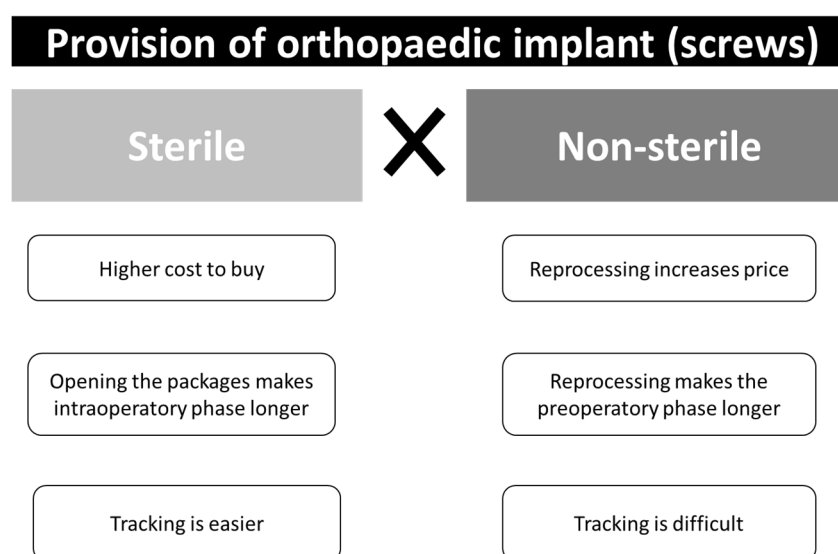 Provision of orthopaedic implant (screws)
Sterile
Non-sterile
Higher cost to buy
Reprocessing increases price
Opening the packages makes
intraoperatory phase longer
Reprocessing makes the
preoperatory phase longer
Tracking is easier
Tracking is difficult